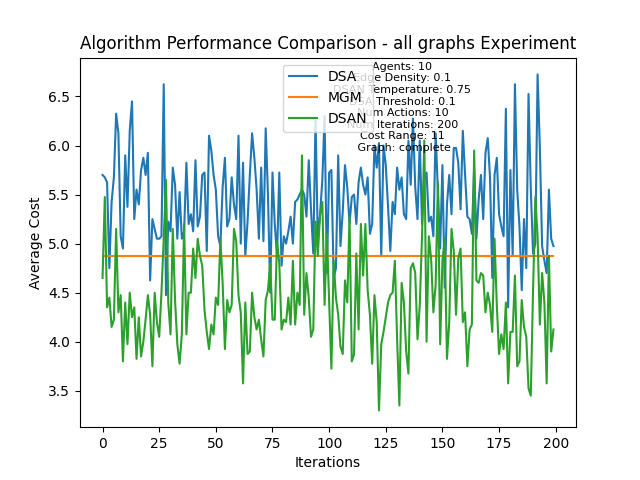 Algorithm Performance Comparison - all graphs Experiment
Agents: 10
Edge Density: 0.1
DSAN Temperature: 0.75
DSA Threshold: 0.1
Num Actions: 10
Num Iterations: 200
Cost Range: 11
Graph: complete
DSA
MGM
DSAN
Average Cost
6.5
6.0
5.5
5.0
4.5
4.0
3.5
0 25 50 75 100 125 150 175 200
Iterations